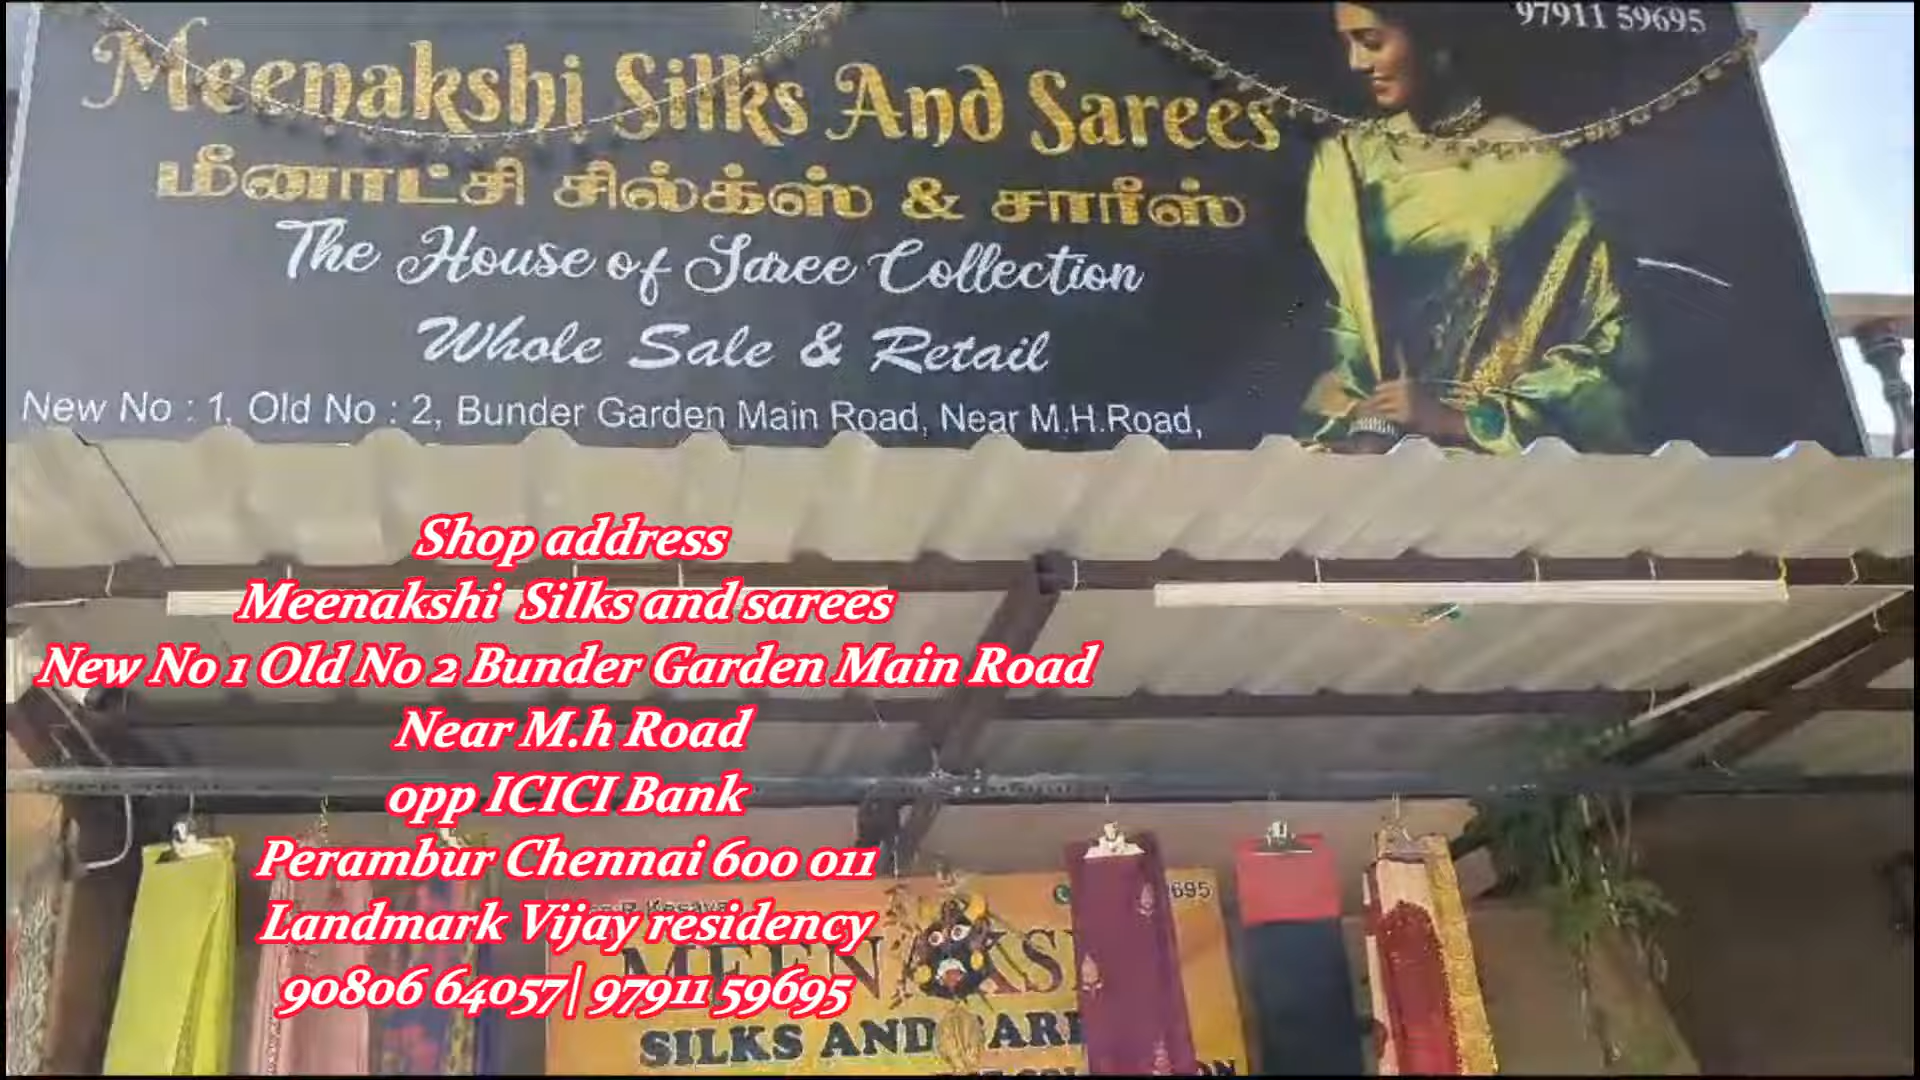 97911 59695
Meenakshi Silks And Sarees
மீனாட்சி சில்க்ஸ் & சாரீஸ்
The House of Saree Collection
Whole Sale & Retail
New No : 1, Old No : 2, Bunder Garden Main Road, Near M.H.Road,
Shop address
Meenakshi Silks and sarees
New No 1 Old No 2 Bunder Garden Main Road
Near M.h Road
opp ICICI Bank
Perambur Chennai 600 011
Landmark Vijay residency
90806 64057| 97911 59695
695
SILKS AND